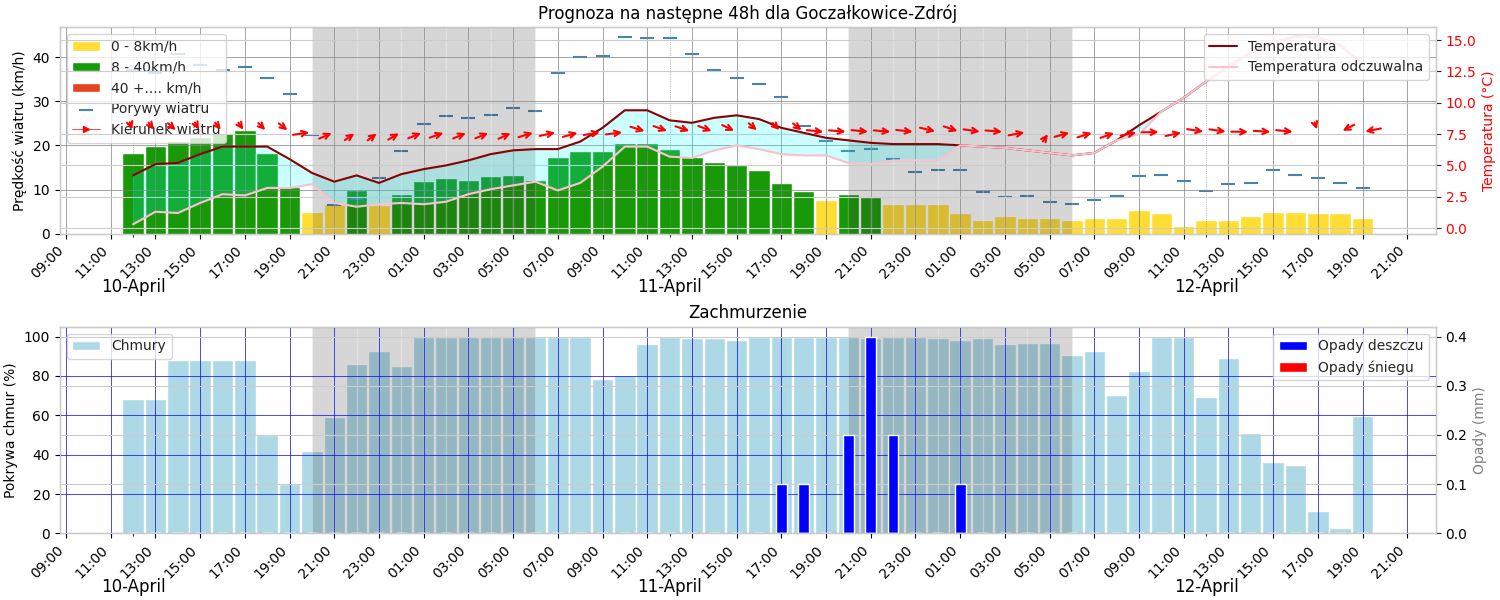 Prognoza na następne 48h dla Goczałkowice-Zdrój
Prędkość wiatru (km/h)
40
30
20
10
0
0 - 8km/h
8 - 40km/h
40 +.... km/h
Porywy wiatru
Kierunek wiatru
Temperatura
Temperatura odczuwalna
15.0
12.5
10.0
7.5
5.0
2.5
0.0
Temperatura (°C)
09:00 11:00 13:00 15:00 17:00 19:00 21:00 23:00 01:00 03:00 05:00 07:00 09:00 11:00 13:00 15:00 17:00 19:00 21:00 23:00 01:00 03:00 05:00 07:00 09:00 11:00 13:00 15:00 17:00 19:00 21:00
10-April 11-April 12-April
Zachmurzenie
Pokrywa chmur (%)
100
80
60
40
20
0
Chmury
Opady deszczu
Opady śniegu
0.4
0.3
0.2
0.1
0.0
Opady (mm)
09:00 11:00 13:00 15:00 17:00 19:00 21:00 23:00 01:00 03:00 05:00 07:00 09:00 11:00 13:00 15:00 17:00 19:00 21:00 23:00 01:00 03:00 05:00 07:00 09:00 11:00 13:00 15:00 17:00 19:00 21:00
10-April 11-April 12-April